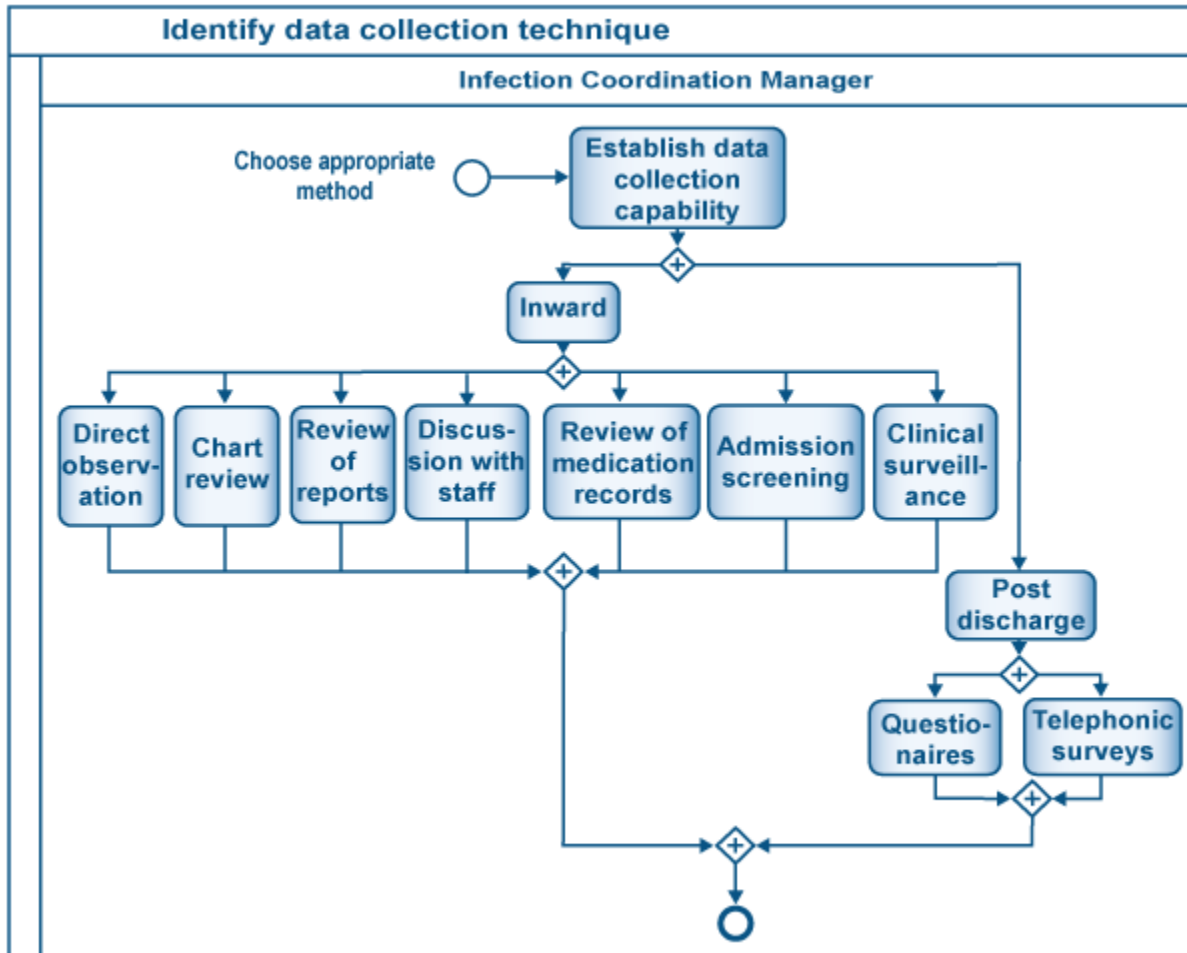 Identify data collection technique
Infection Coordination Manager
Choose appropriate
method
Establish data
collection
capability
Inward
Direct
observ-
ation
Chart
review
Review
of
reports
Discus-
sion with
staff
Review of
medication
records
Admission
screening
Clinical
surveill-
ance
Post
discharge
Questio-
naires
Telephonic
surveys